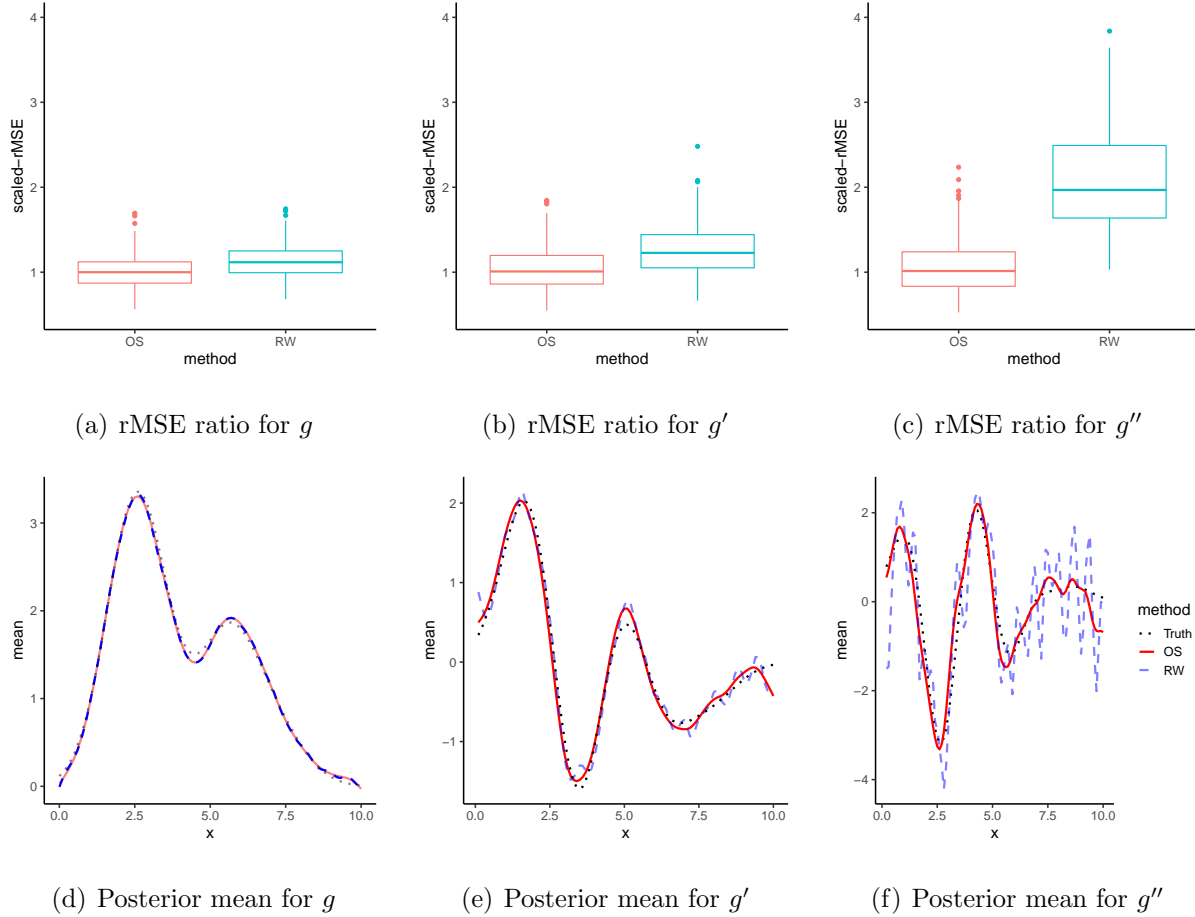 4
3
2
1
scaled−rMSE
OS
RW
method
(a) rMSE ratio for g
4
3
2
1
scaled−rMSE
OS
RW
method
(b) rMSE ratio for g′
4
3
2
1
scaled−rMSE
OS
RW
method
(c) rMSE ratio for g′′
3
2
1
0
mean
0.0 2.5 5.0 7.5 10.0
x
(d) Posterior mean for g
2
1
0
−1
mean
0.0 2.5 5.0 7.5 10.0
x
(e) Posterior mean for g′
2
0
−2
−4
mean
0.0 2.5 5.0 7.5 10.0
x
method
Truth
OS
RW
(f) Posterior mean for g′′